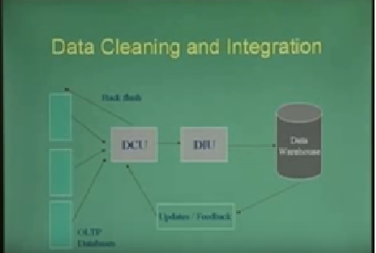 Data Cleaning and Integration
Back flush
DCU
DIU
Data
Warehouse
Updates / Feedback
OLTP
Databases